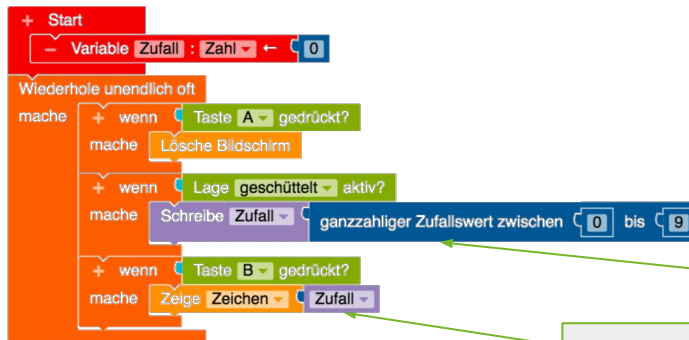 + Start
– Variable Zufall : Zahl ← 0
Wiederhole unendlich oft
mache + wenn Taste A gedrückt?
mache Lösche Bildschirm
+ wenn Lage geschüttelt aktiv?
mache Schreibe Zufall ganzzahliger Zufallswert zwischen 0 bis 9
+ wenn Taste B gedrückt?
mache Zeige Zeichen Zufall